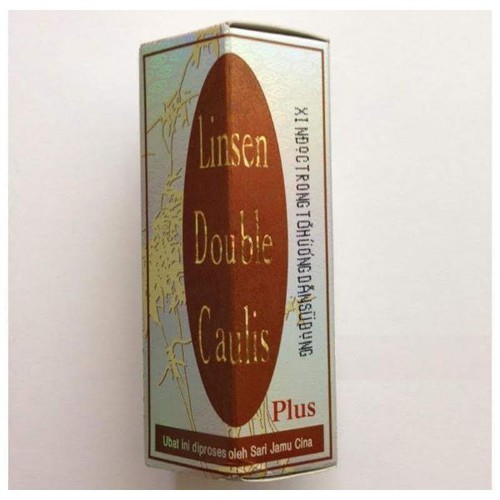 Linsen
Double
Caulis
Plus
XIN ĐỌC TRONG TỜ HƯỚNG DẪN SỬ DỤNG
Ubat ini diproses oleh Sari Jamu Cina